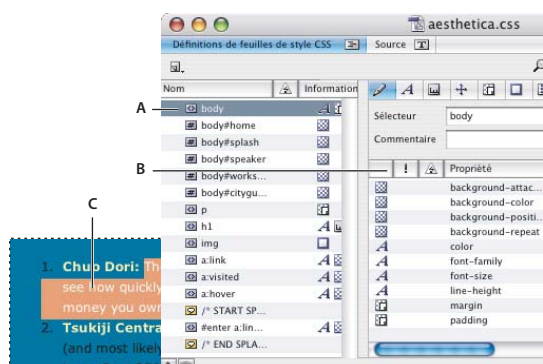 aesthetica.css
Définitions de feuilles de style CSS
Source
Nom
Information
A
body
body#home
body#splash
body#speaker
body#works...
body#citygu...
p
h1
img
a:link
a:visited
a:hover
/* START SP...
#enter a:lin...
/* END SPLA...
Sélecteur
body
Commentaire
B
!
Propriété
background-attac...
background-color
background-positi...
background-repeat
color
font-family
font-size
line-height
margin
padding
C
1. Chuo Dori: Th
see how quickly
money you own
2. Tsukiji Centra
(and most likely